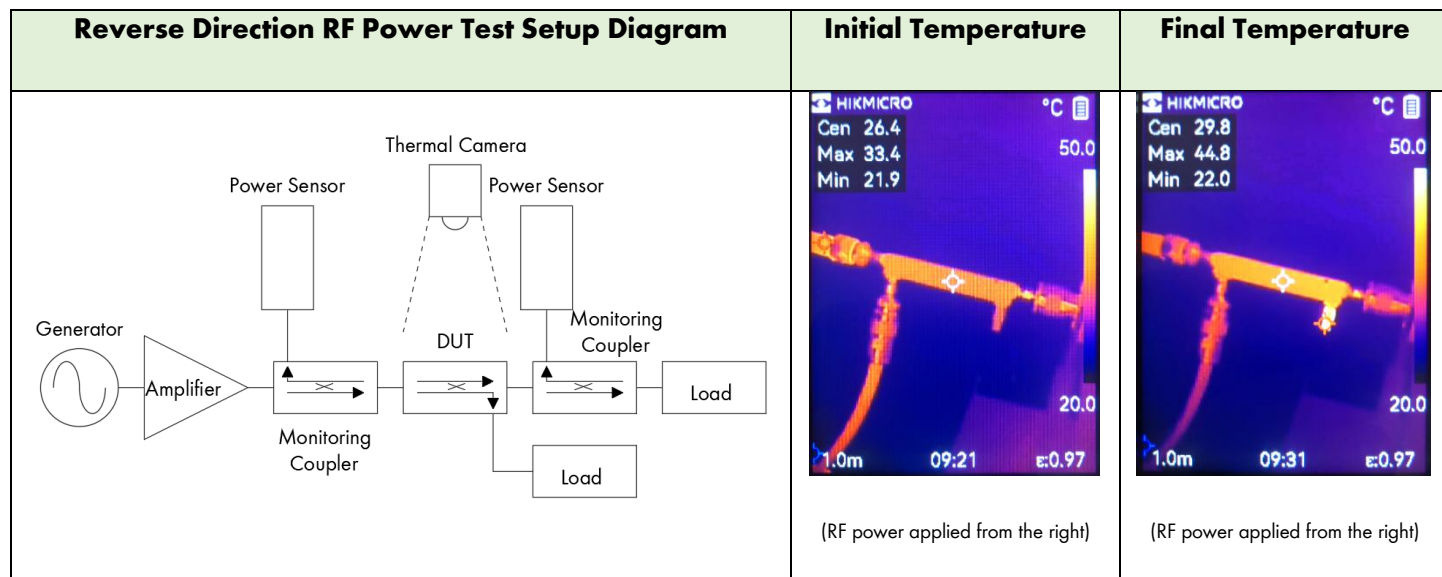 Reverse Direction RF Power Test Setup Diagram
Initial Temperature
Final Temperature
Thermal Camera
Power Sensor
Power Sensor
Generator
Amplifier
Monitoring
Coupler
DUT
Monitoring
Coupler
Load
Load
HIKMICRO
°C
Cen 26.4
Max 33.4
Min 21.9
50.0
20.0
1.0m 09:21 ε:0.97
(RF power applied from the right)
HIKMICRO
°C
Cen 29.8
Max 44.8
Min 22.0
50.0
20.0
1.0m 09:31 ε:0.97
(RF power applied from the right)